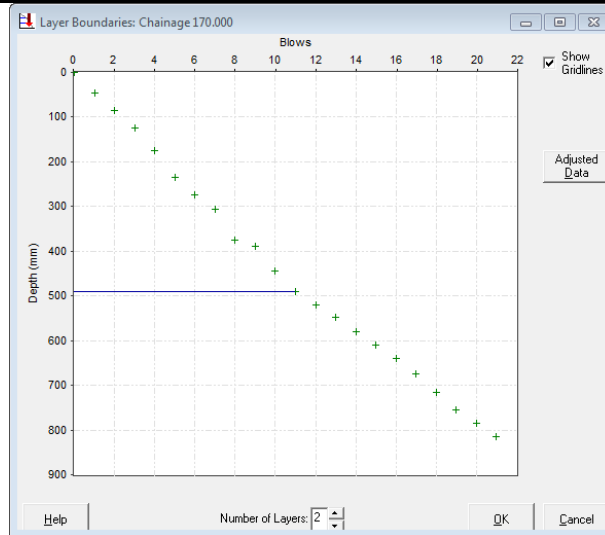 Layer Boundaries: Chainage 170.000
Blows
0 2 4 6 8 10 12 14 16 18 20 22
Show
Gridlines
0
100
200
300
400
500
600
700
800
900
Depth (mm)
Adjusted
Data
Help
Number of Layers: 2
OK
Cancel